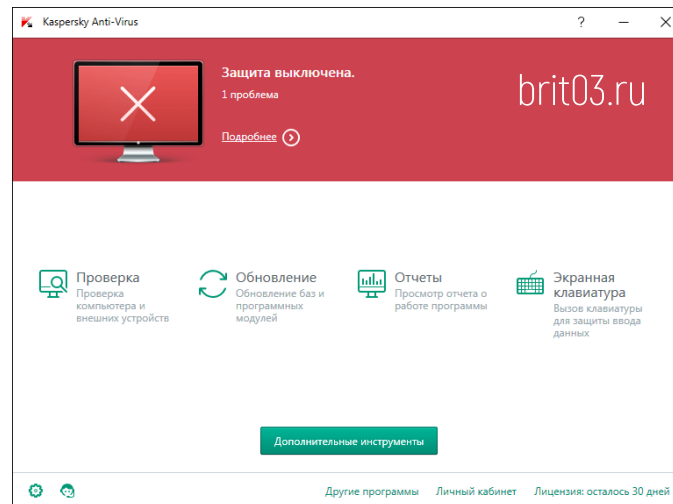 Kaspersky Anti-Virus
Защита выключена.
1 проблема
Подробнее
brit03.ru
Проверка
Проверка
компьютера и
внешних устройств
Обновление
Обновление баз и
программных
модулей
Отчеты
Просмотр отчета о
работе программы
Экранная
клавиатура
Вызов клавиатуры
для защиты ввода
данных
Дополнительные инструменты
Другие программы Личный кабинет Лицензия: осталось 30 дней